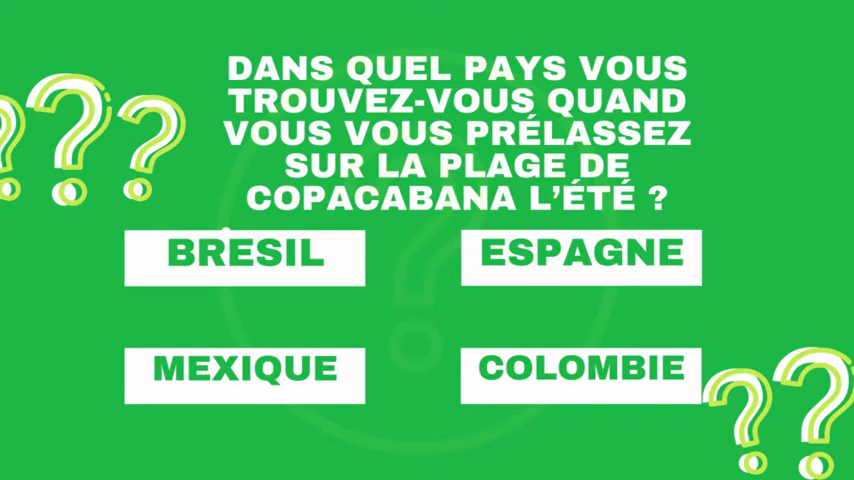 DANS QUEL PAYS VOUS
TROUVEZ-VOUS QUAND
VOUS VOUS PRÉLASSEZ
SUR LA PLAGE DE
COPACABANA L’ÉTÉ ?
BRESIL
ESPAGNE
MEXIQUE
COLOMBIE